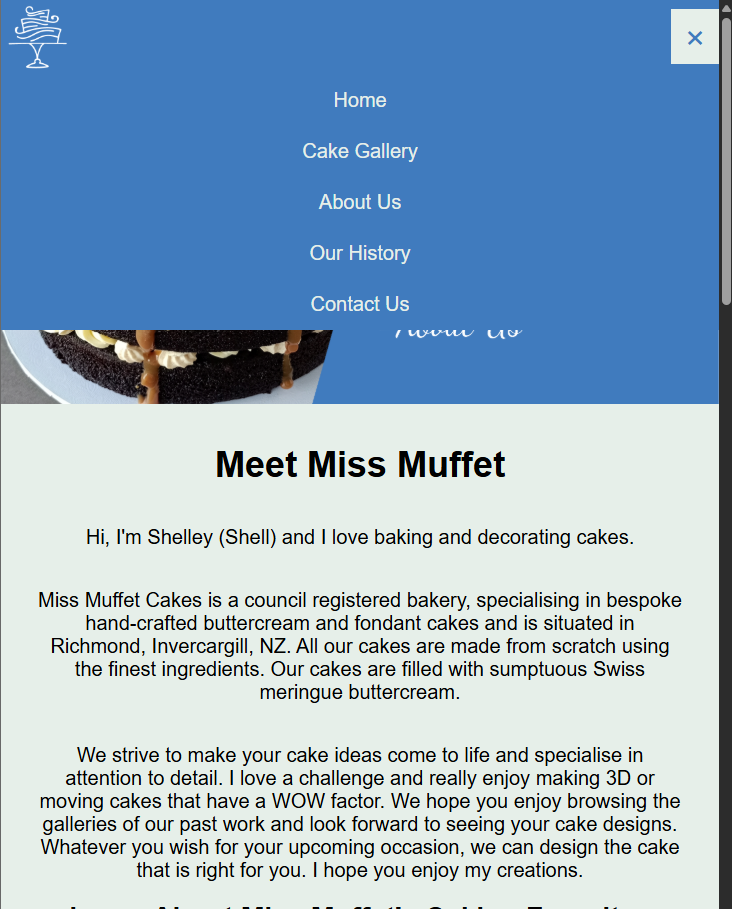 Home
Cake Gallery
About Us
Our History
Contact Us
About Us
Meet Miss Muffet
Hi, I'm Shelley (Shell) and I love baking and decorating cakes.
Miss Muffet Cakes is a council registered bakery, specialising in bespoke
hand-crafted buttercream and fondant cakes and is situated in
Richmond, Invercargill, NZ. All our cakes are made from scratch using
the finest ingredients. Our cakes are filled with sumptuous Swiss
meringue buttercream.
We strive to make your cake ideas come to life and specialise in
attention to detail. I love a challenge and really enjoy making 3D or
moving cakes that have a WOW factor. We hope you enjoy browsing the
galleries of our past work and look forward to seeing your cake designs.
Whatever you wish for your upcoming occasion, we can design the cake
that is right for you. I hope you enjoy my creations.